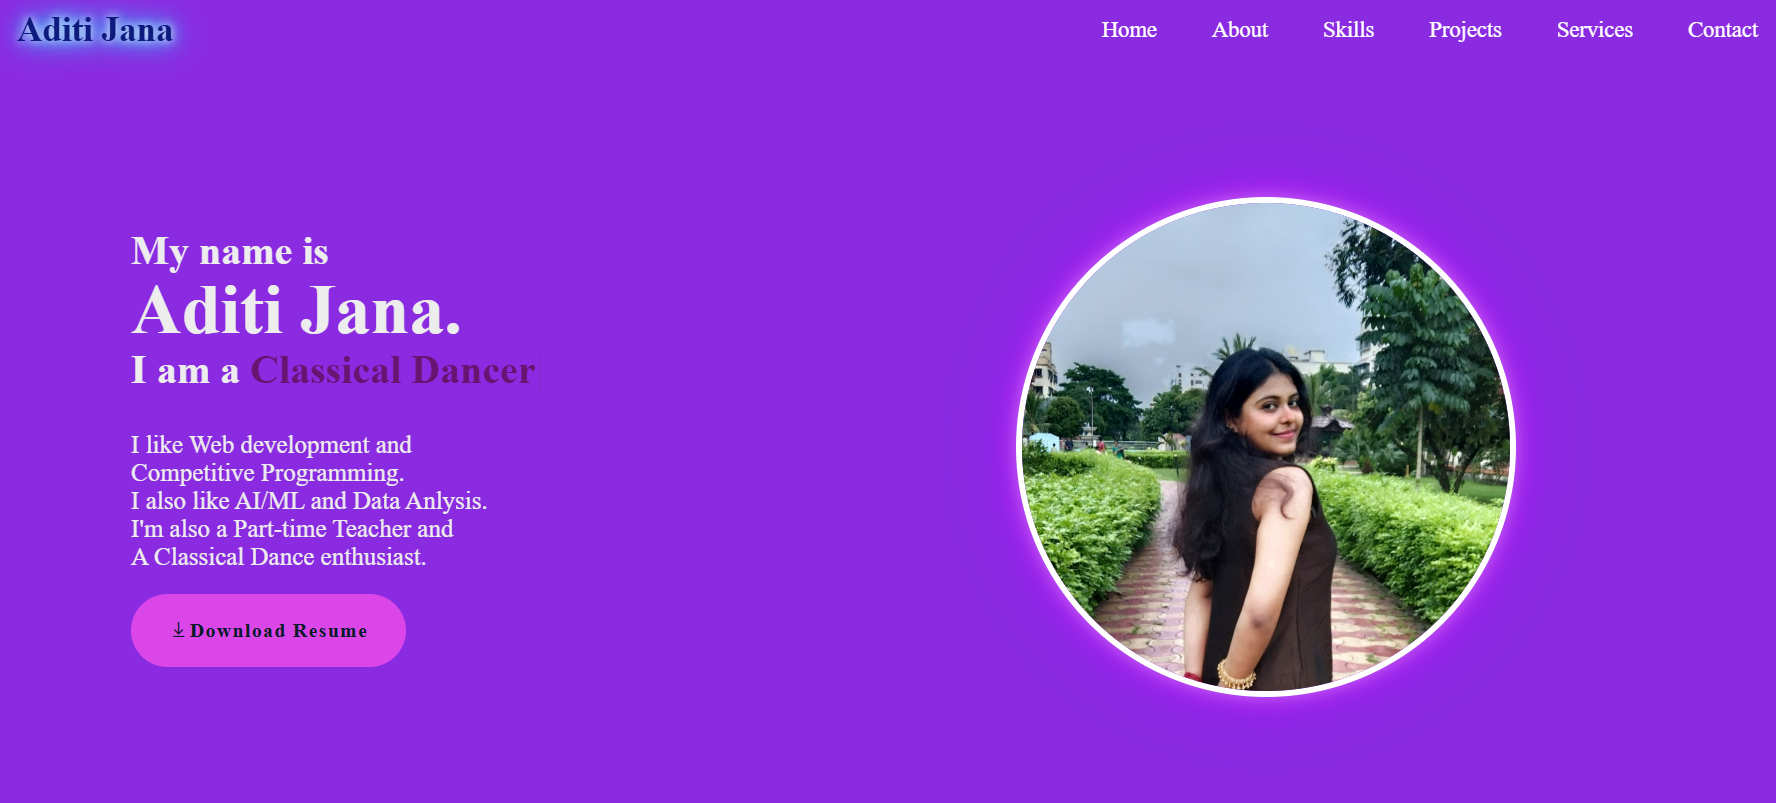 Aditi Jana
Home About Skills Projects Services Contact
My name is
Aditi Jana.
I am a Classical Dancer
I like Web development and
Competitive Programming.
I also like AI/ML and Data Anlysis.
I'm also a Part-time Teacher and
A Classical Dance enthusiast.
Download Resume